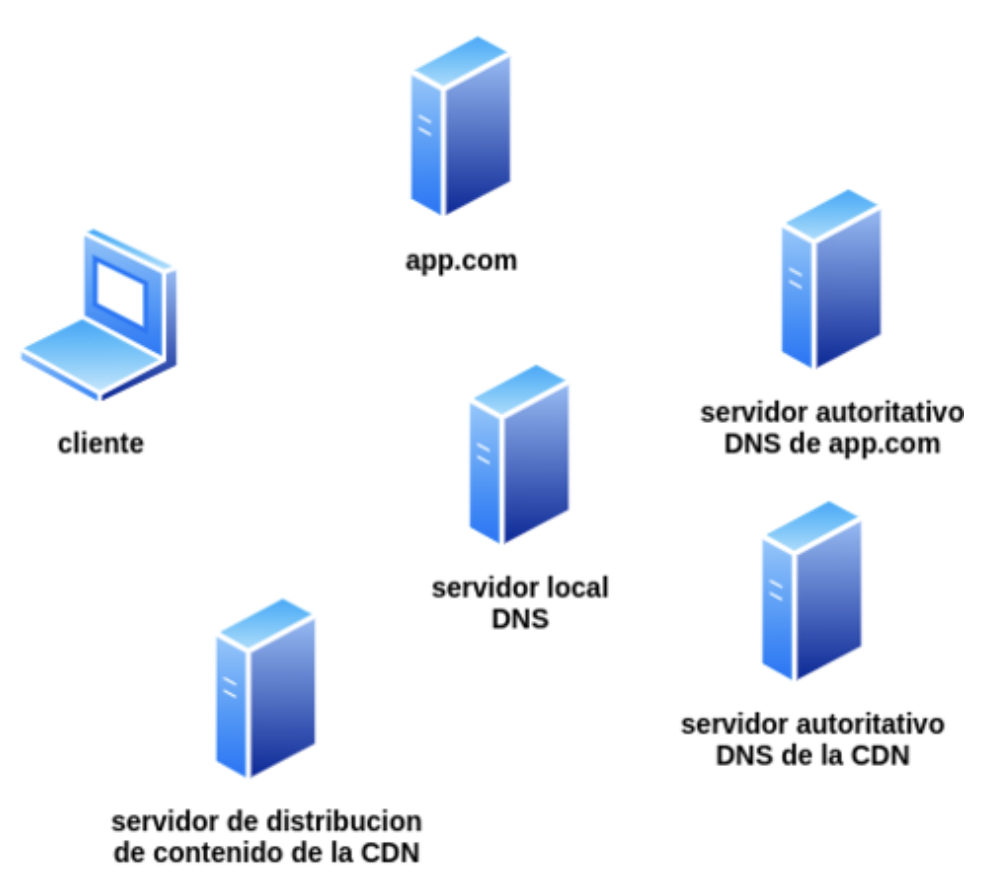 app.com
cliente
servidor autoritativo
DNS de app.com
servidor local
DNS
servidor autoritativo
DNS de la CDN
servidor de distribucion
de contenido de la CDN